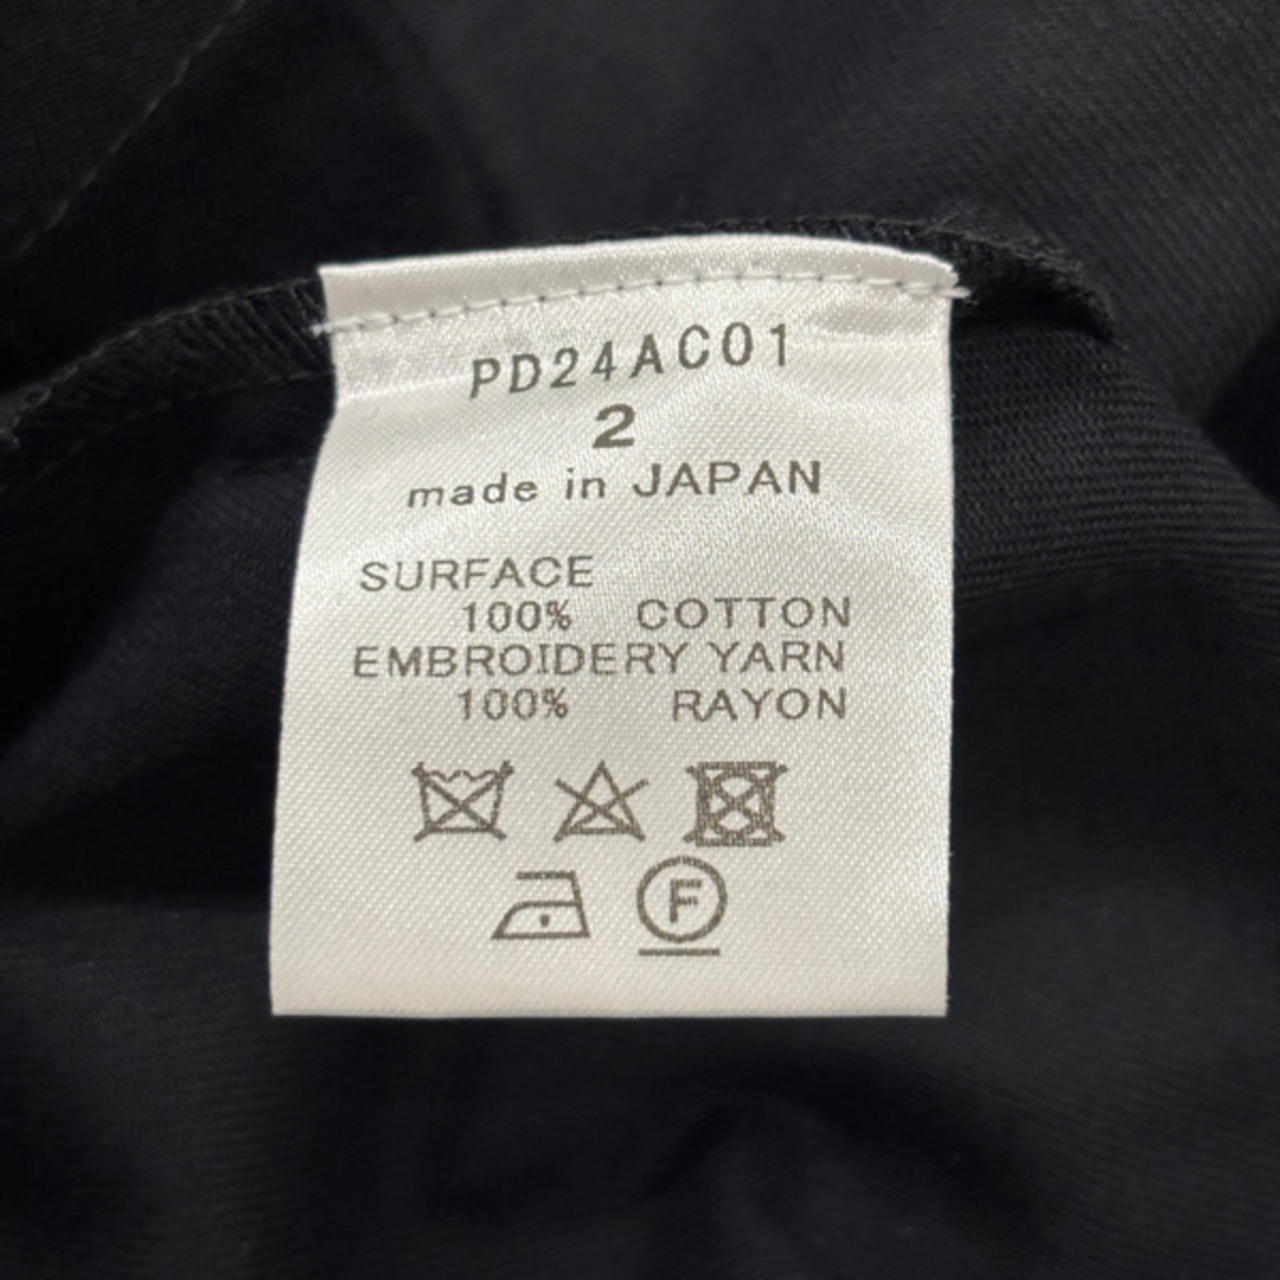 PD24AC01
2
made in JAPAN
SURFACE
100% COTTON
EMBROIDERY YARN
100% RAYON
F